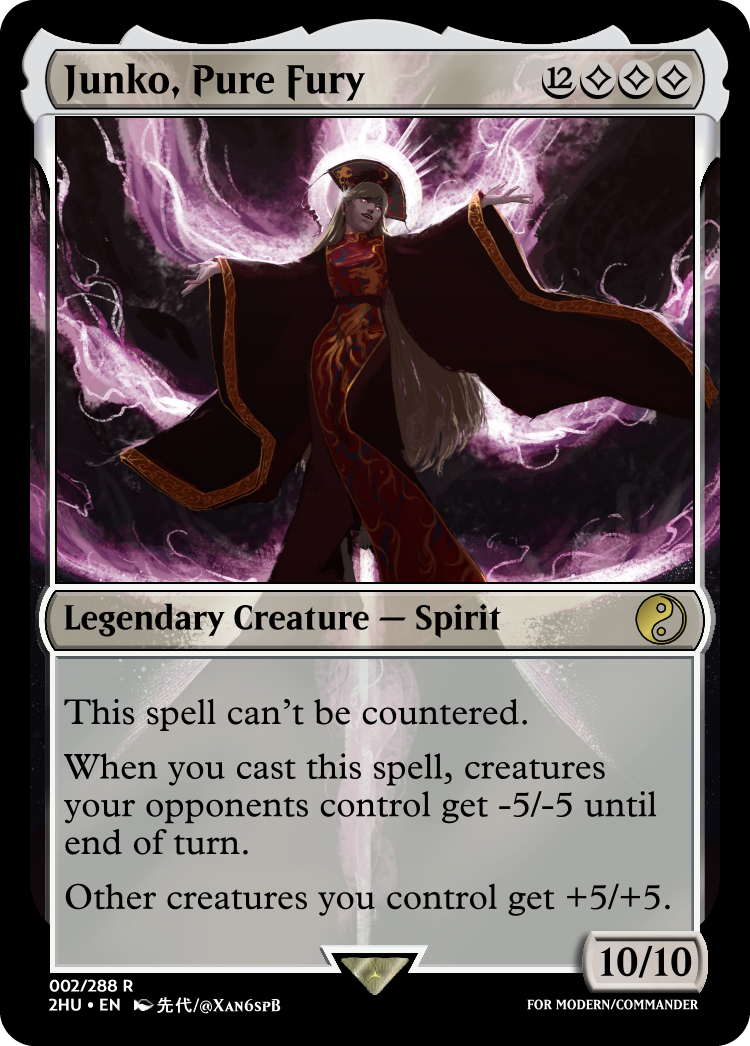 Junko, Pure Fury 12
Legendary Creature — Spirit
This spell can't be countered.
When you cast this spell, creatures
your opponents control get -5/-5 until
end of turn.
Other creatures you control get +5/+5.
10/10
002/288 R
2HU • EN 先代/@Xan6spB
FOR MODERN/COMMANDER